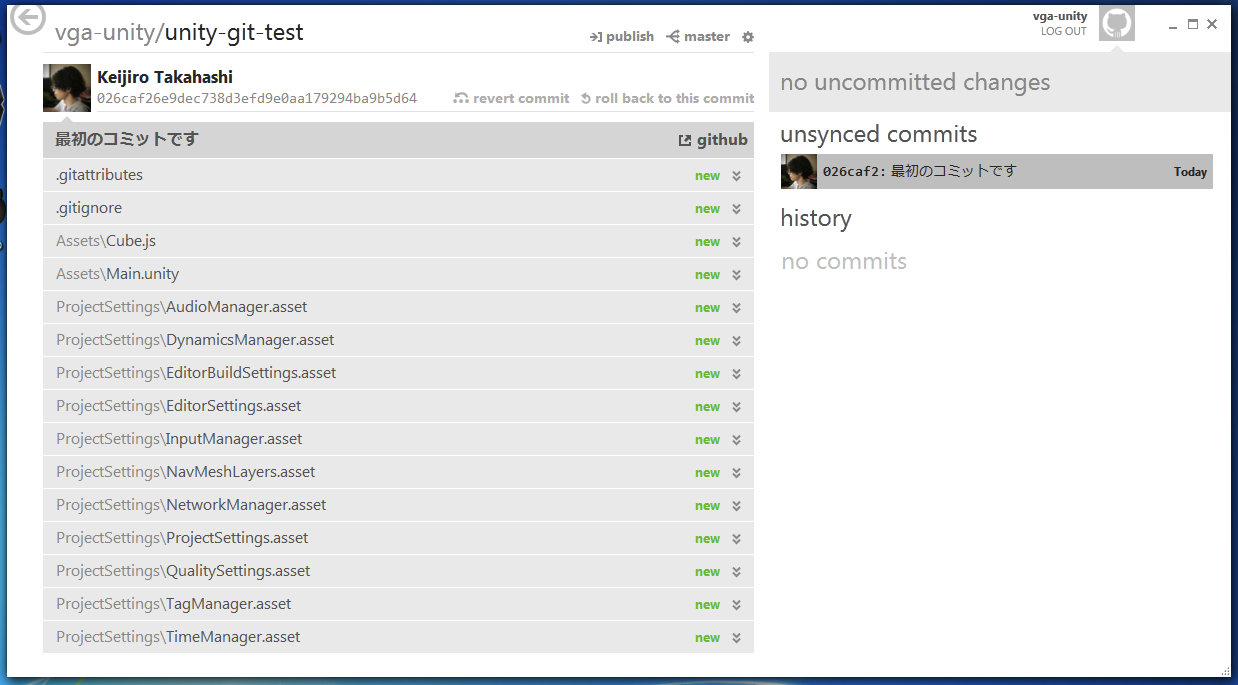 vga-unity/unity-git-test
publish master
Keijiro Takahashi
026caf26e9dec738d3efd9e0aa179294ba9b5d64
revert commit roll back to this commit
最初のコミットです github
.gitattributes new
.gitignore new
Assets\Cube.js new
Assets\Main.unity new
ProjectSettings\AudioManager.asset new
ProjectSettings\DynamicsManager.asset new
ProjectSettings\EditorBuildSettings.asset new
ProjectSettings\EditorSettings.asset new
ProjectSettings\InputManager.asset new
ProjectSettings\NavMeshLayers.asset new
ProjectSettings\NetworkManager.asset new
ProjectSettings\ProjectSettings.asset new
ProjectSettings\QualitySettings.asset new
ProjectSettings\TagManager.asset new
ProjectSettings\TimeManager.asset new
vga-unity
LOG OUT
no uncommitted changes
unsynced commits
026caf2: 最初のコミットです Today
history
no commits